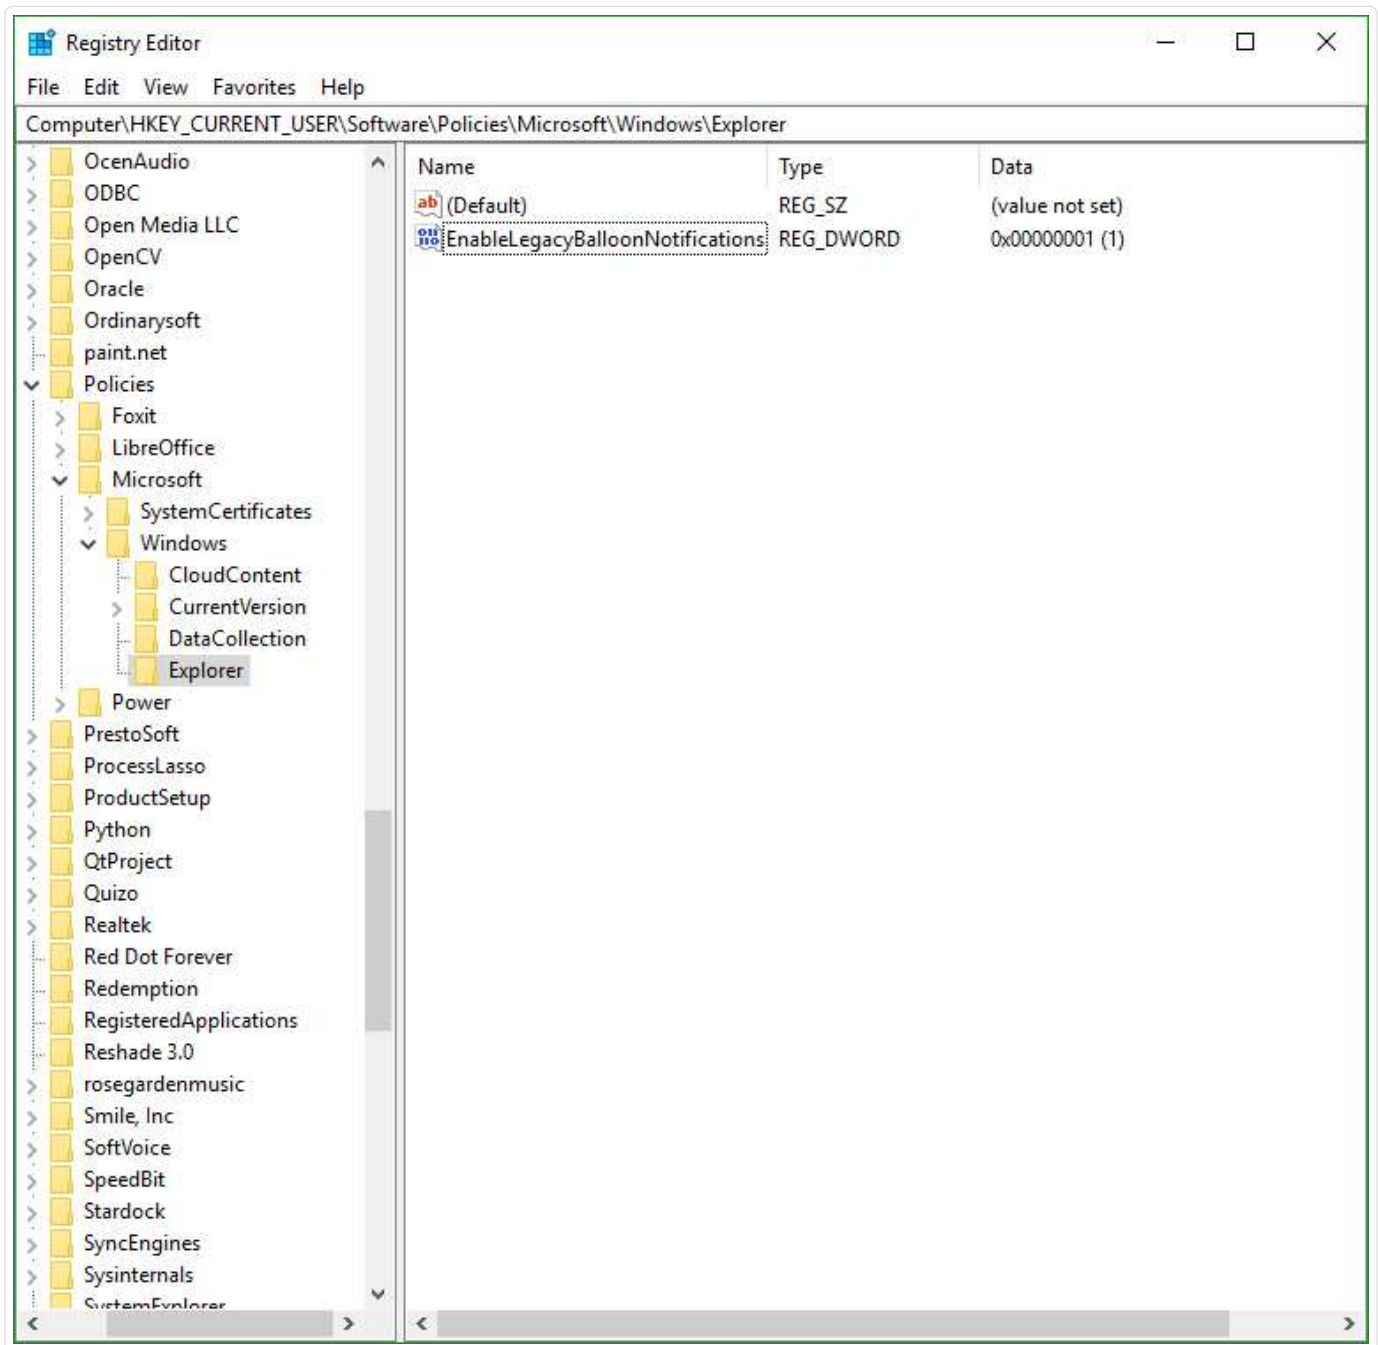 Registry Editor
File Edit View Favorites Help
Computer\HKEY_CURRENT_USER\Software\Policies\Microsoft\Windows\Explorer
OcenAudio
ODBC
Open Media LLC
OpenCV
Oracle
Ordinarysoft
paint.net
Policies
Foxit
LibreOffice
Microsoft
SystemCertificates
Windows
CloudContent
CurrentVersion
DataCollection
Explorer
Power
PrestoSoft
ProcessLasso
ProductSetup
Python
QtProject
Quizo
Realtek
Red Dot Forever
Redemption
RegisteredApplications
Reshade 3.0
rosegardenmusic
Smile, Inc
SoftVoice
SpeedBit
Stardock
SyncEngines
Sysinternals
SystemExplorer
Name Type Data
(Default) REG_SZ (value not set)
EnableLegacyBalloonNotifications REG_DWORD 0x00000001 (1)